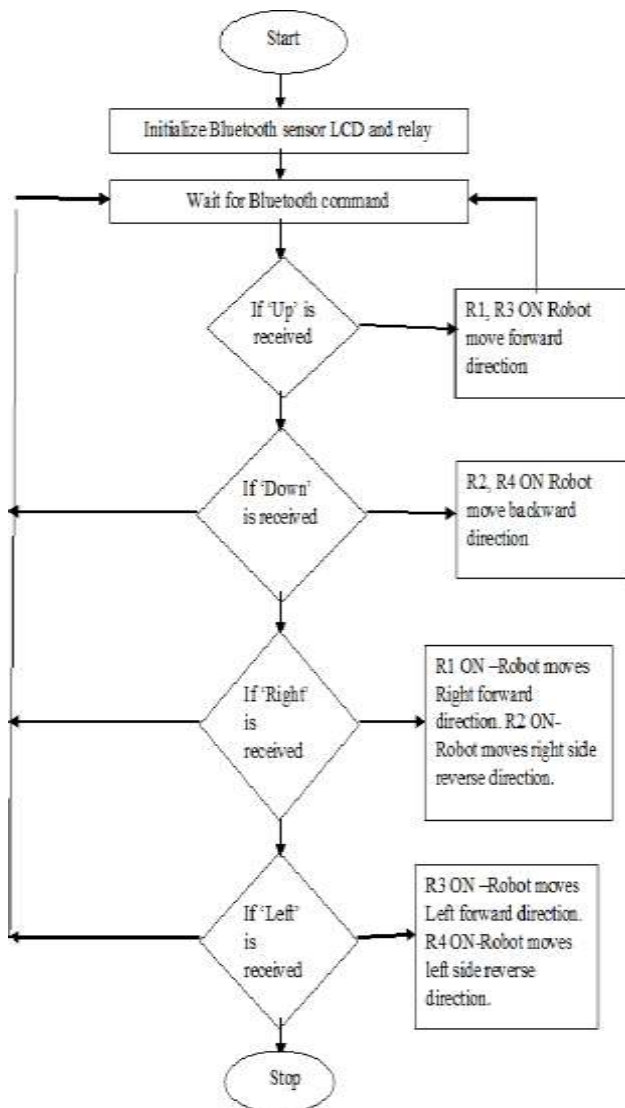 Start
Initialize Bluetooth sensor LCD and relay
Wait for Bluetooth command
If ‘Up’ is
received
R1, R3 ON Robot
move forward
direction
If ‘Down’
is received
R2, R4 ON Robot
move backward
direction
If ‘Right’
is
received
R1 ON –Robot moves
Right forward
direction. R2 ON-
Robot moves right side
reverse direction.
If ‘Left’
is
received
R3 ON –Robot moves
Left forward direction.
R4 ON-Robot moves
left side reverse
direction.
Stop